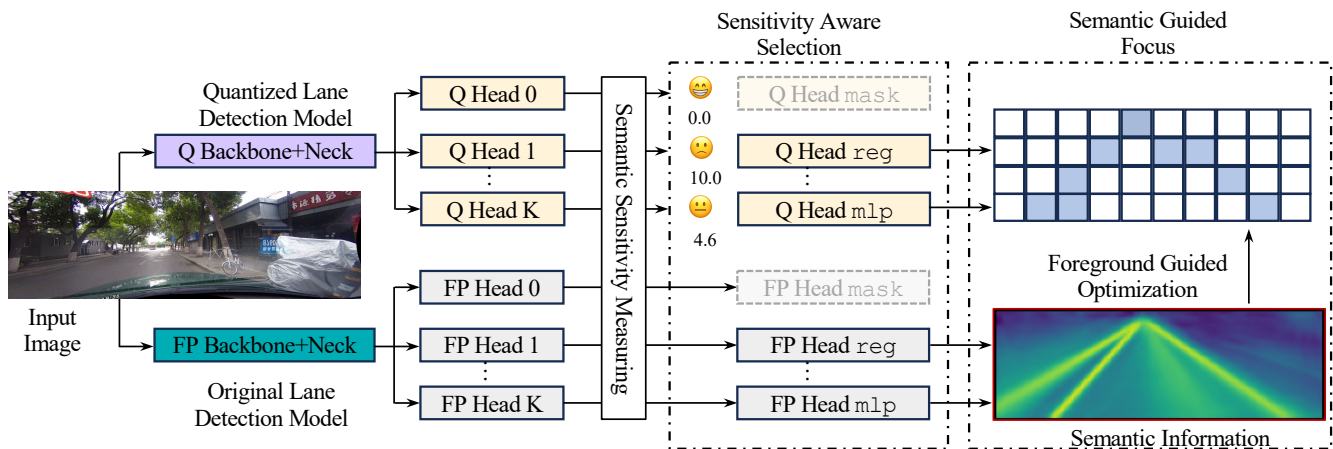 Sensitivity Aware
Selection
Semantic Guided
Focus
Quantized Lane
Detection Model
Q Backbone+Neck
Q Head 0
Q Head 1
Q Head K
Input
Image
FP Backbone+Neck
Original Lane
Detection Model
FP Head 0
FP Head 1
FP Head K
Semantic Sensitivity Measuring
0.0
Q Head mask
10.0
Q Head reg
4.6
Q Head mlp
FP Head mask
FP Head reg
FP Head mlp
Foreground Guided
Optimization
Semantic Information